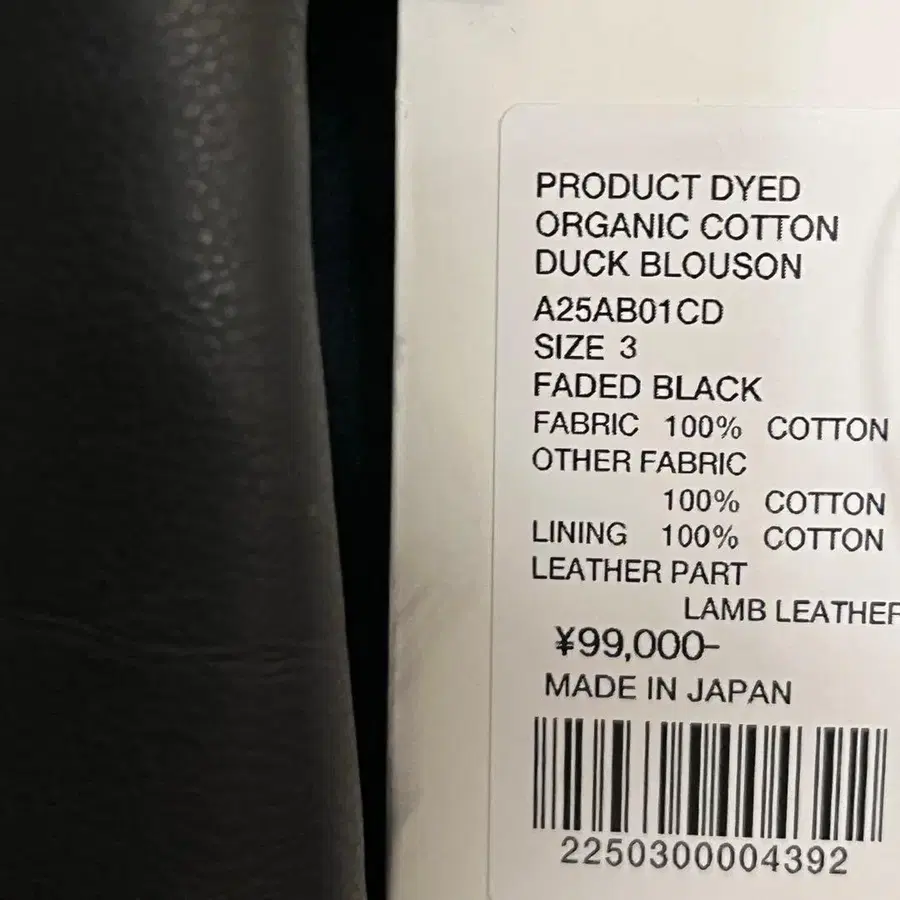 PRODUCT DYED
ORGANIC COTTON
DUCK BLOUSON
A25AB01CD
SIZE 3
FADED BLACK
FABRIC 100% COTTON
OTHER FABRIC
100% COTTON
LINING 100% COTTON
LEATHER PART
LAMB LEATHER
¥99,000-
MADE IN JAPAN
2250300004392